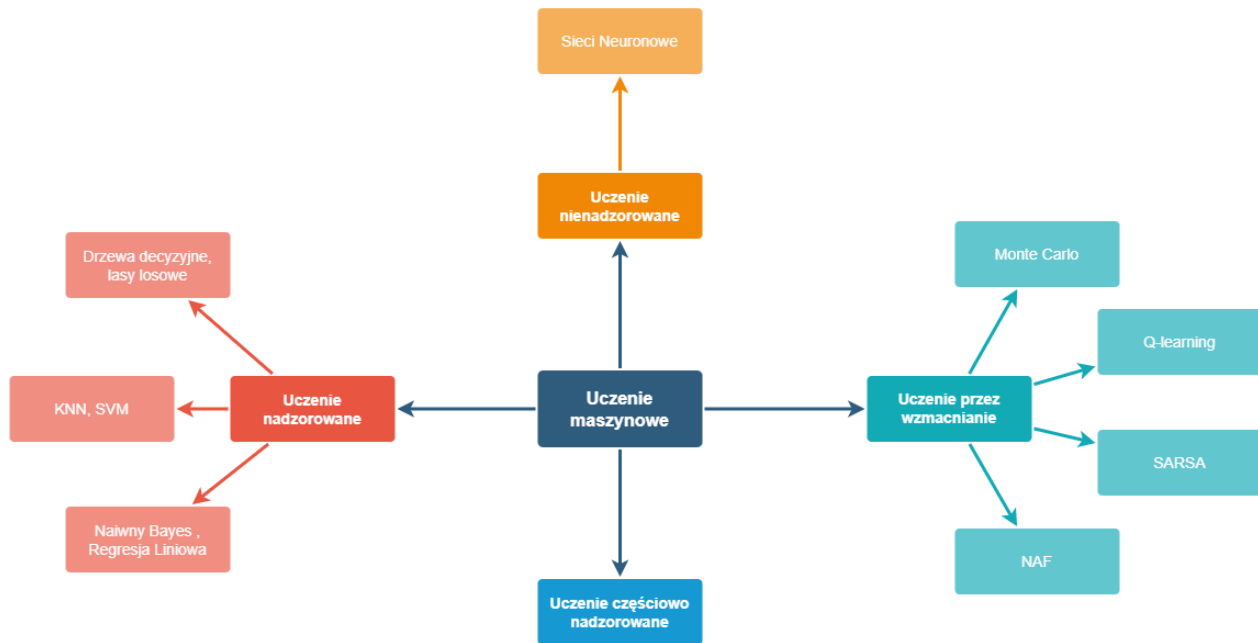 Sieci Neuronowe
Uczenie
nienadzorowane
Drzewa decyzyjne,
lasy losowe
Monte Carlo
Q-learning
KNN, SVM
Uczenie
nadzorowane
Uczenie
maszynowe
Uczenie przez
wzmacnianie
SARSA
Naiwny Bayes ,
Regresja Liniowa
NAF
Uczenie częściowo
nadzorowane